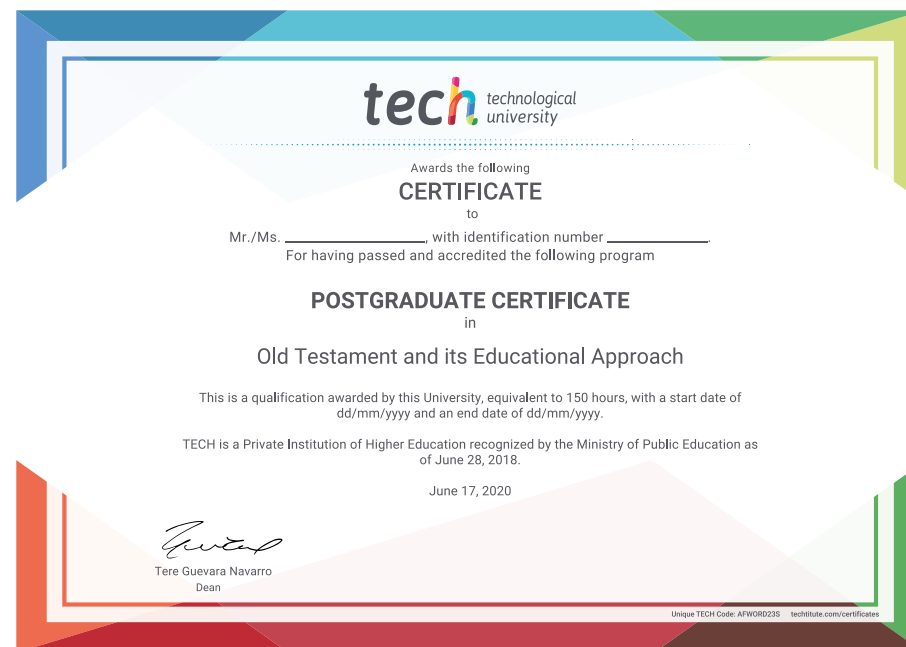 tech technological
university
Awards the following
CERTIFICATE
to
Mr./Ms. ____________________, with identification number ______________.
For having passed and accredited the following program
POSTGRADUATE CERTIFICATE
in
Old Testament and its Educational Approach
This is a qualification awarded by this University, equivalent to 150 hours, with a start date of
dd/mm/yyyy and an end date of dd/mm/yyyy.
TECH is a Private Institution of Higher Education recognized by the Ministry of Public Education as
of June 28, 2018.
June 17, 2020
Tere Guevara Navarro
Dean
Unique TECH Code: AFWORD23S techtitute.com/certificates